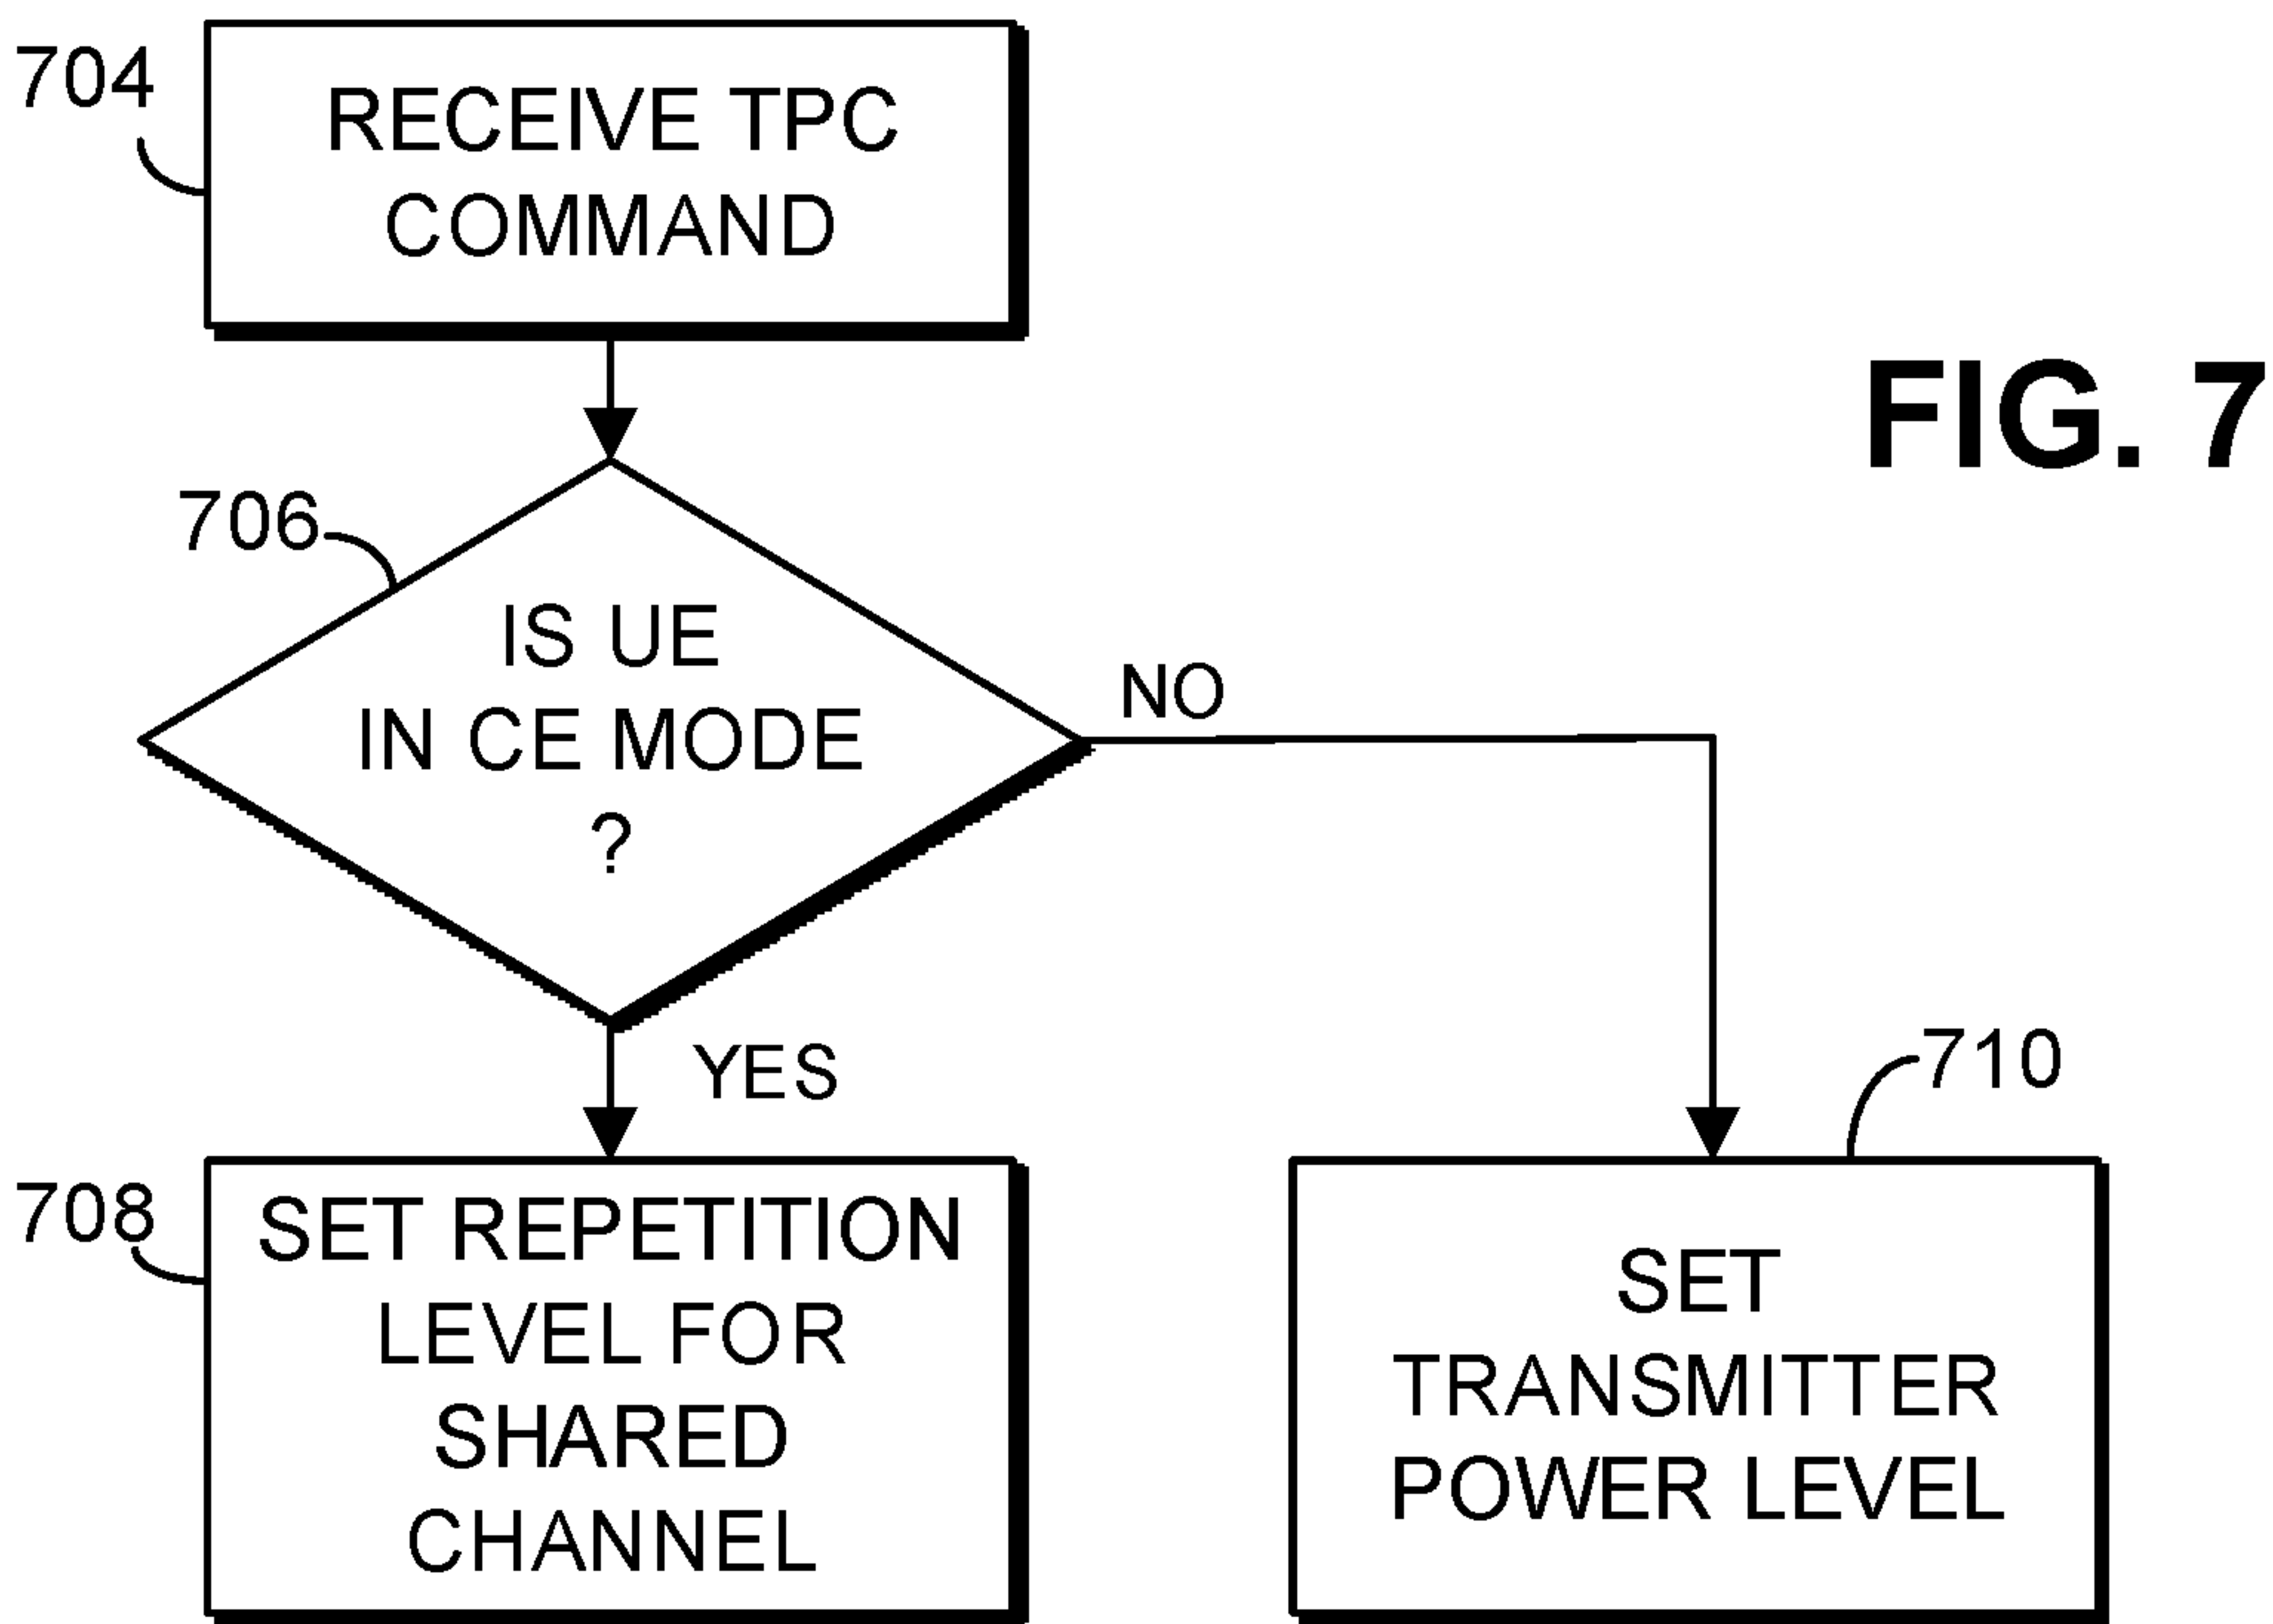 704
RECEIVE TPC
COMMAND
FIG. 7
706
IS UE
IN CE MODE
?
NO
YES
708
SET REPETITION
LEVEL FOR
SHARED
CHANNEL
710
SET
TRANSMITTER
POWER LEVEL